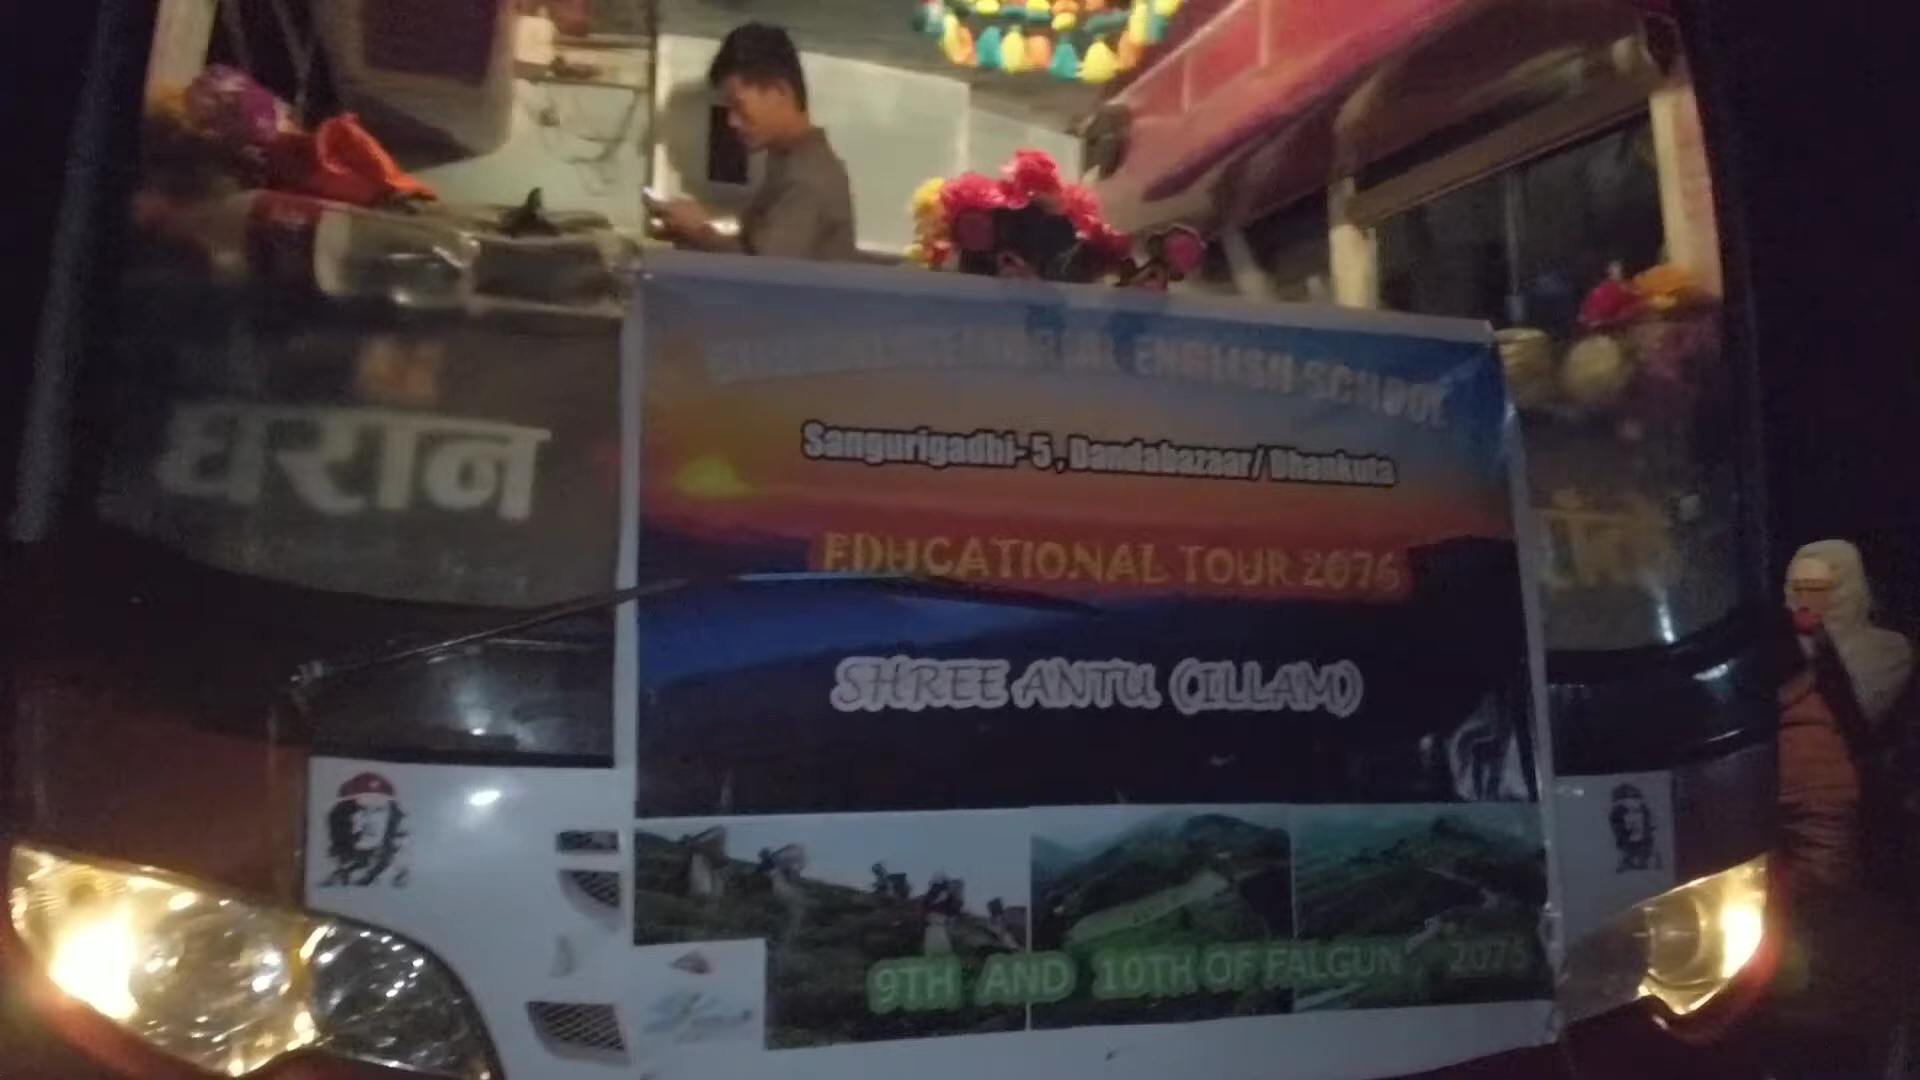 धरान
ENGLISH SCHOOL
Sangurigadhi- 5, Dandabazaar/ Dhankuta
EDUCATIONAL TOUR 2076
SHREE ANTU (ILLAM)
9TH AND 10TH OF FALGUN, 2076